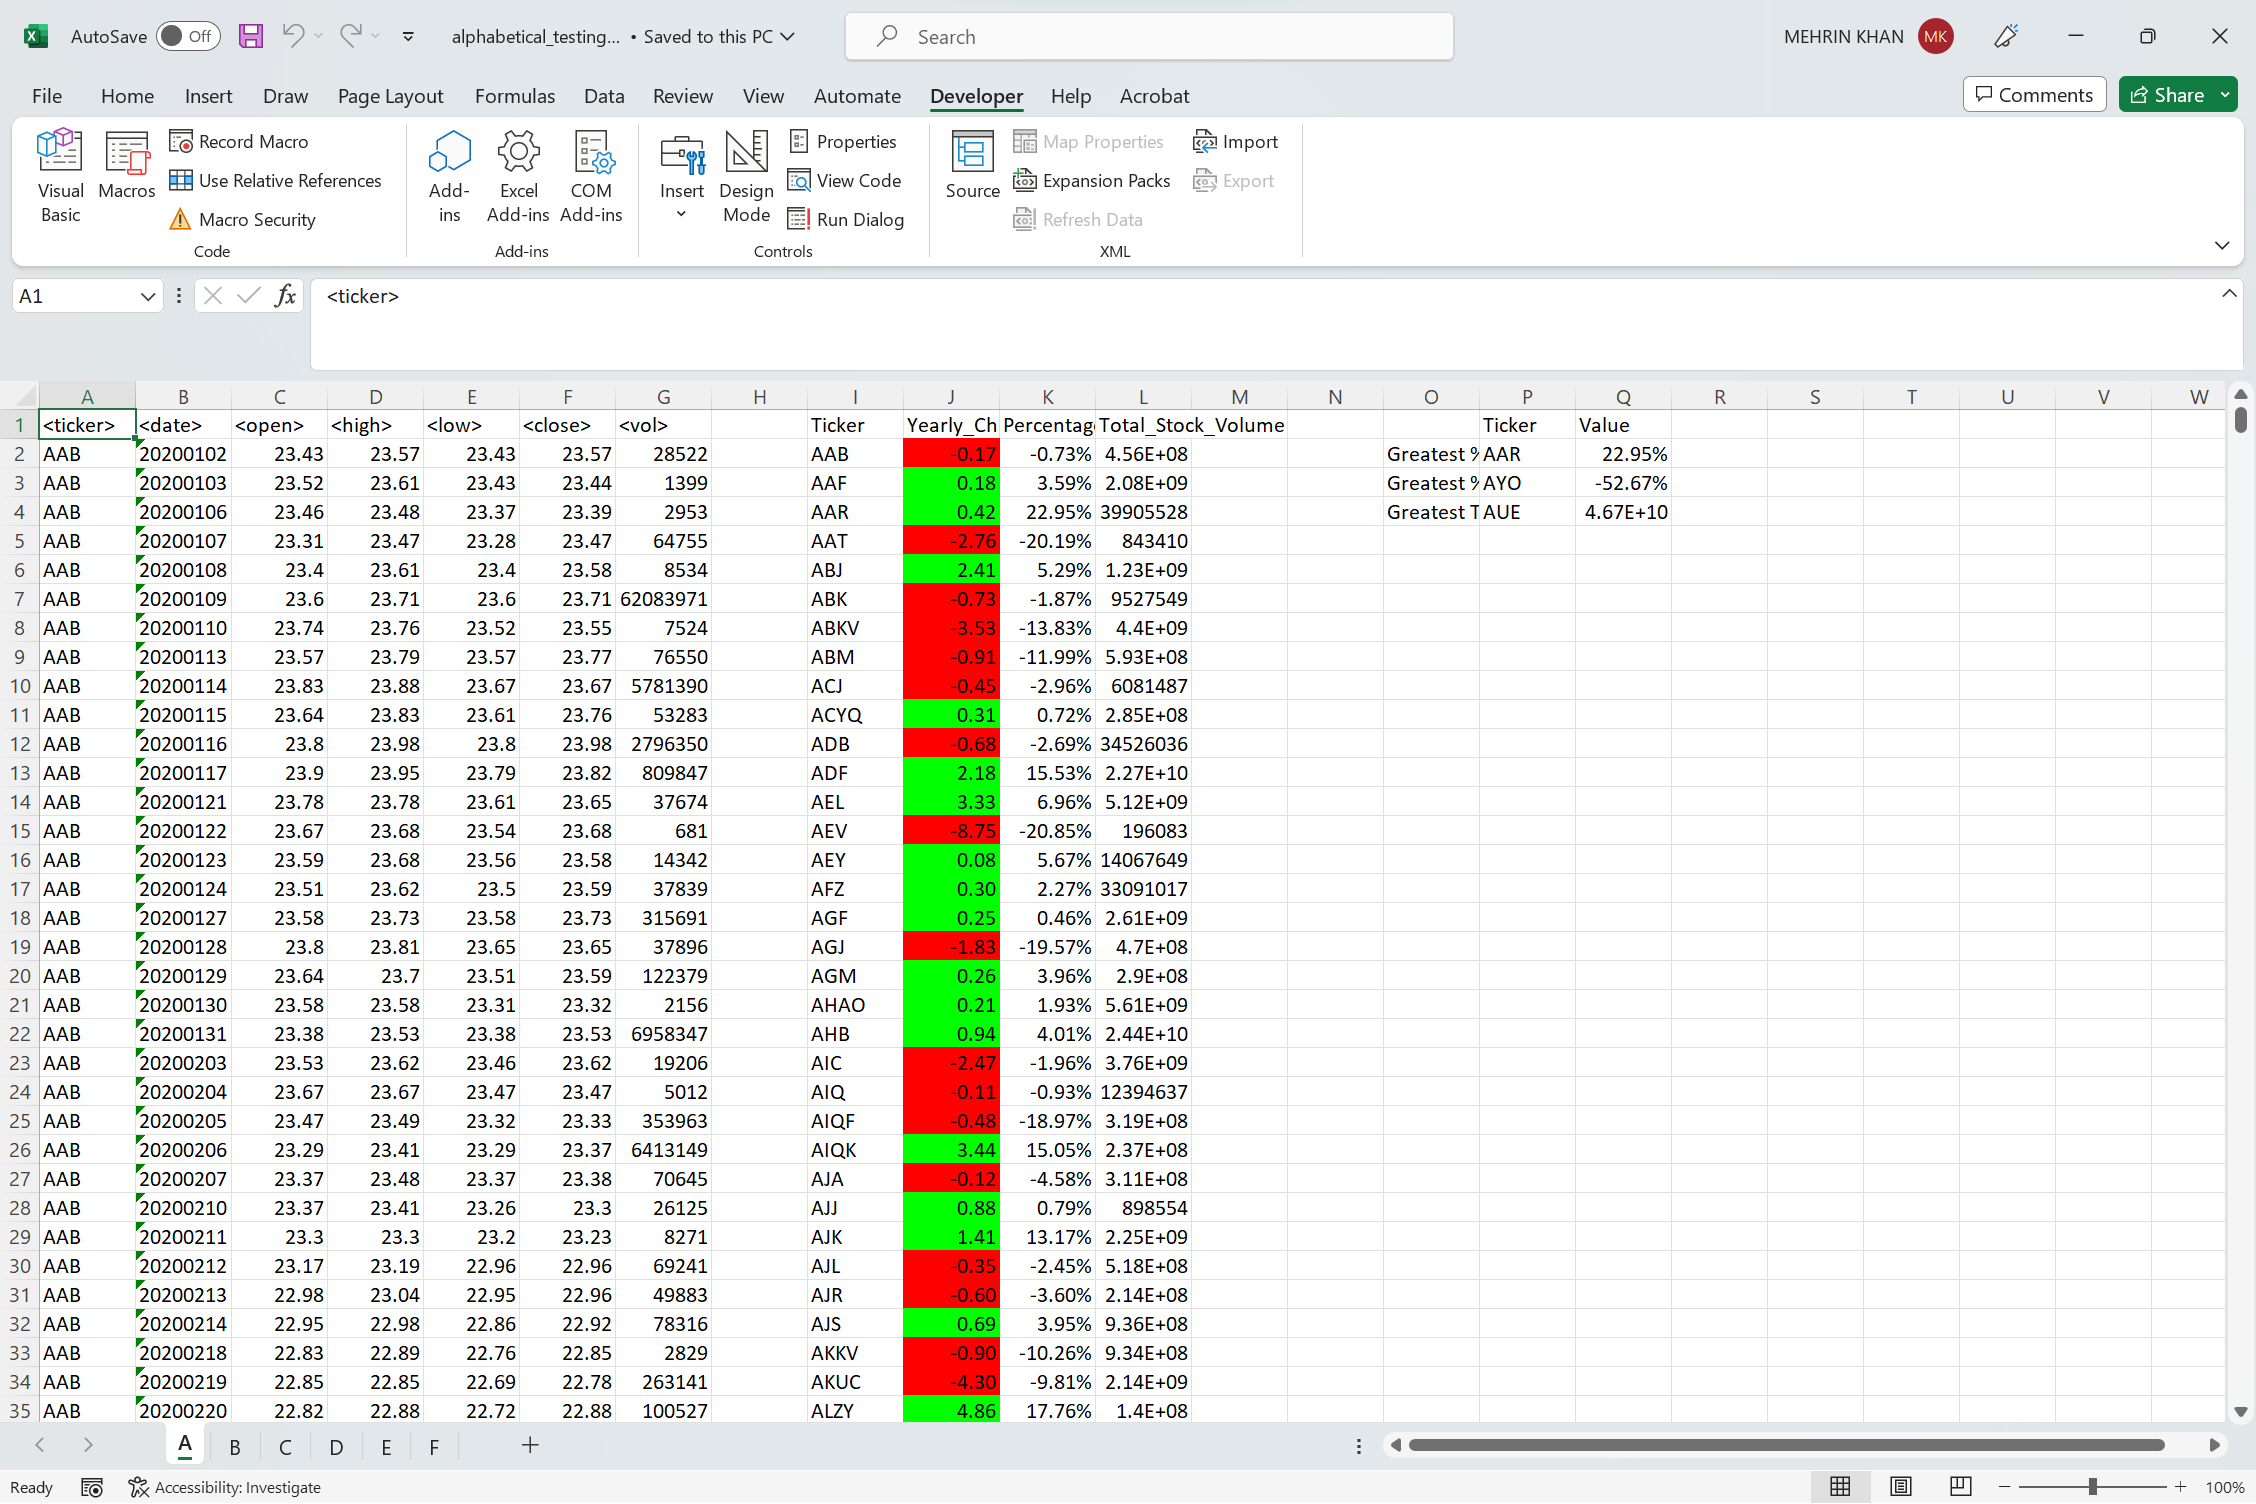 AutoSave Off alphabetical_testing... • Saved to this PC Search MEHRIN KHAN MK
File Home Insert Draw Page Layout Formulas Data Review View Automate Developer Help Acrobat Comments Share
Visual Basic Macros Record Macro Use Relative References Macro Security Code
Add-ins Excel Add-ins COM Add-ins Add-ins
Insert Design Mode Properties View Code Run Dialog Controls
Source Map Properties Expansion Packs Refresh Data Import Export XML
A1 fx <ticker>
A B C D E F G H I J K L M N O P Q R S T U V W
1 <ticker> <date> <open> <high> <low> <close> <vol> Ticker Yearly_Ch Percentag Total_Stock_Volume Ticker Value
2 AAB 20200102 23.43 23.57 23.43 23.57 28522 AAB -0.17 -0.73% 4.56E+08 Greatest % AAR 22.95%
3 AAB 20200103 23.52 23.61 23.43 23.44 1399 AAF 0.18 3.59% 2.08E+09 Greatest % AYO -52.67%
4 AAB 20200106 23.46 23.48 23.37 23.39 2953 AAR 0.42 22.95% 39905528 Greatest T AUE 4.67E+10
5 AAB 20200107 23.31 23.47 23.28 23.47 64755 AAT -2.76 -20.19% 843410
6 AAB 20200108 23.4 23.61 23.4 23.58 8534 ABJ 2.41 5.29% 1.23E+09
7 AAB 20200109 23.6 23.71 23.6 23.71 62083971 ABK -0.73 -1.87% 9527549
8 AAB 20200110 23.74 23.76 23.52 23.55 7524 ABKV -3.53 -13.83% 4.4E+09
9 AAB 20200113 23.57 23.79 23.57 23.77 76550 ABM -0.91 -11.99% 5.93E+08
10 AAB 20200114 23.83 23.88 23.67 23.67 5781390 ACJ -0.45 -2.96% 6081487
11 AAB 20200115 23.64 23.83 23.61 23.76 53283 ACYQ 0.31 0.72% 2.85E+08
12 AAB 20200116 23.8 23.98 23.8 23.98 2796350 ADB -0.68 -2.69% 34526036
13 AAB 20200117 23.9 23.95 23.79 23.82 809847 ADF 2.18 15.53% 2.27E+10
14 AAB 20200121 23.78 23.78 23.61 23.65 37674 AEL 3.33 6.96% 5.12E+09
15 AAB 20200122 23.67 23.68 23.54 23.68 681 AEV -8.75 -20.85% 196083
16 AAB 20200123 23.59 23.68 23.56 23.58 14342 AEY 0.08 5.67% 14067649
17 AAB 20200124 23.51 23.62 23.5 23.59 37839 AFZ 0.30 2.27% 33091017
18 AAB 20200127 23.58 23.73 23.58 23.73 315691 AGF 0.25 0.46% 2.61E+09
19 AAB 20200128 23.8 23.81 23.65 23.65 37896 AGJ -1.83 -19.57% 4.7E+08
20 AAB 20200129 23.64 23.7 23.51 23.59 122379 AGM 0.26 3.96% 2.9E+08
21 AAB 20200130 23.58 23.58 23.31 23.32 2156 AHAO 0.21 1.93% 5.61E+09
22 AAB 20200131 23.38 23.53 23.38 23.53 6958347 AHB 0.94 4.01% 2.44E+10
23 AAB 20200203 23.53 23.62 23.46 23.62 19206 AIC -2.47 -1.96% 3.76E+09
24 AAB 20200204 23.67 23.67 23.47 23.47 5012 AIQ -0.11 -0.93% 12394637
25 AAB 20200205 23.47 23.49 23.32 23.33 353963 AIQF -0.48 -18.97% 3.19E+08
26 AAB 20200206 23.29 23.41 23.29 23.37 6413149 AIQK 3.44 15.05% 2.37E+08
27 AAB 20200207 23.37 23.48 23.37 23.38 70645 AJA -0.12 -4.58% 3.11E+08
28 AAB 20200210 23.37 23.41 23.26 23.3 26125 AJJ 0.88 0.79% 898554
29 AAB 20200211 23.3 23.3 23.2 23.23 8271 AJK 1.41 13.17% 2.25E+09
30 AAB 20200212 23.17 23.19 22.96 22.96 69241 AJL -0.35 -2.45% 5.18E+08
31 AAB 20200213 22.98 23.04 22.95 22.96 49883 AJR -0.60 -3.60% 2.14E+08
32 AAB 20200214 22.95 22.98 22.86 22.92 78316 AJS 0.69 3.95% 9.36E+08
33 AAB 20200218 22.83 22.89 22.76 22.85 2829 AKKV -0.90 -10.26% 9.34E+08
34 AAB 20200219 22.85 22.85 22.69 22.78 263141 AKUC -4.30 -9.81% 2.14E+09
35 AAB 20200220 22.82 22.88 22.72 22.88 100527 ALZY 4.86 17.76% 1.4E+08
A B C D E F
Ready Accessibility: Investigate 100%